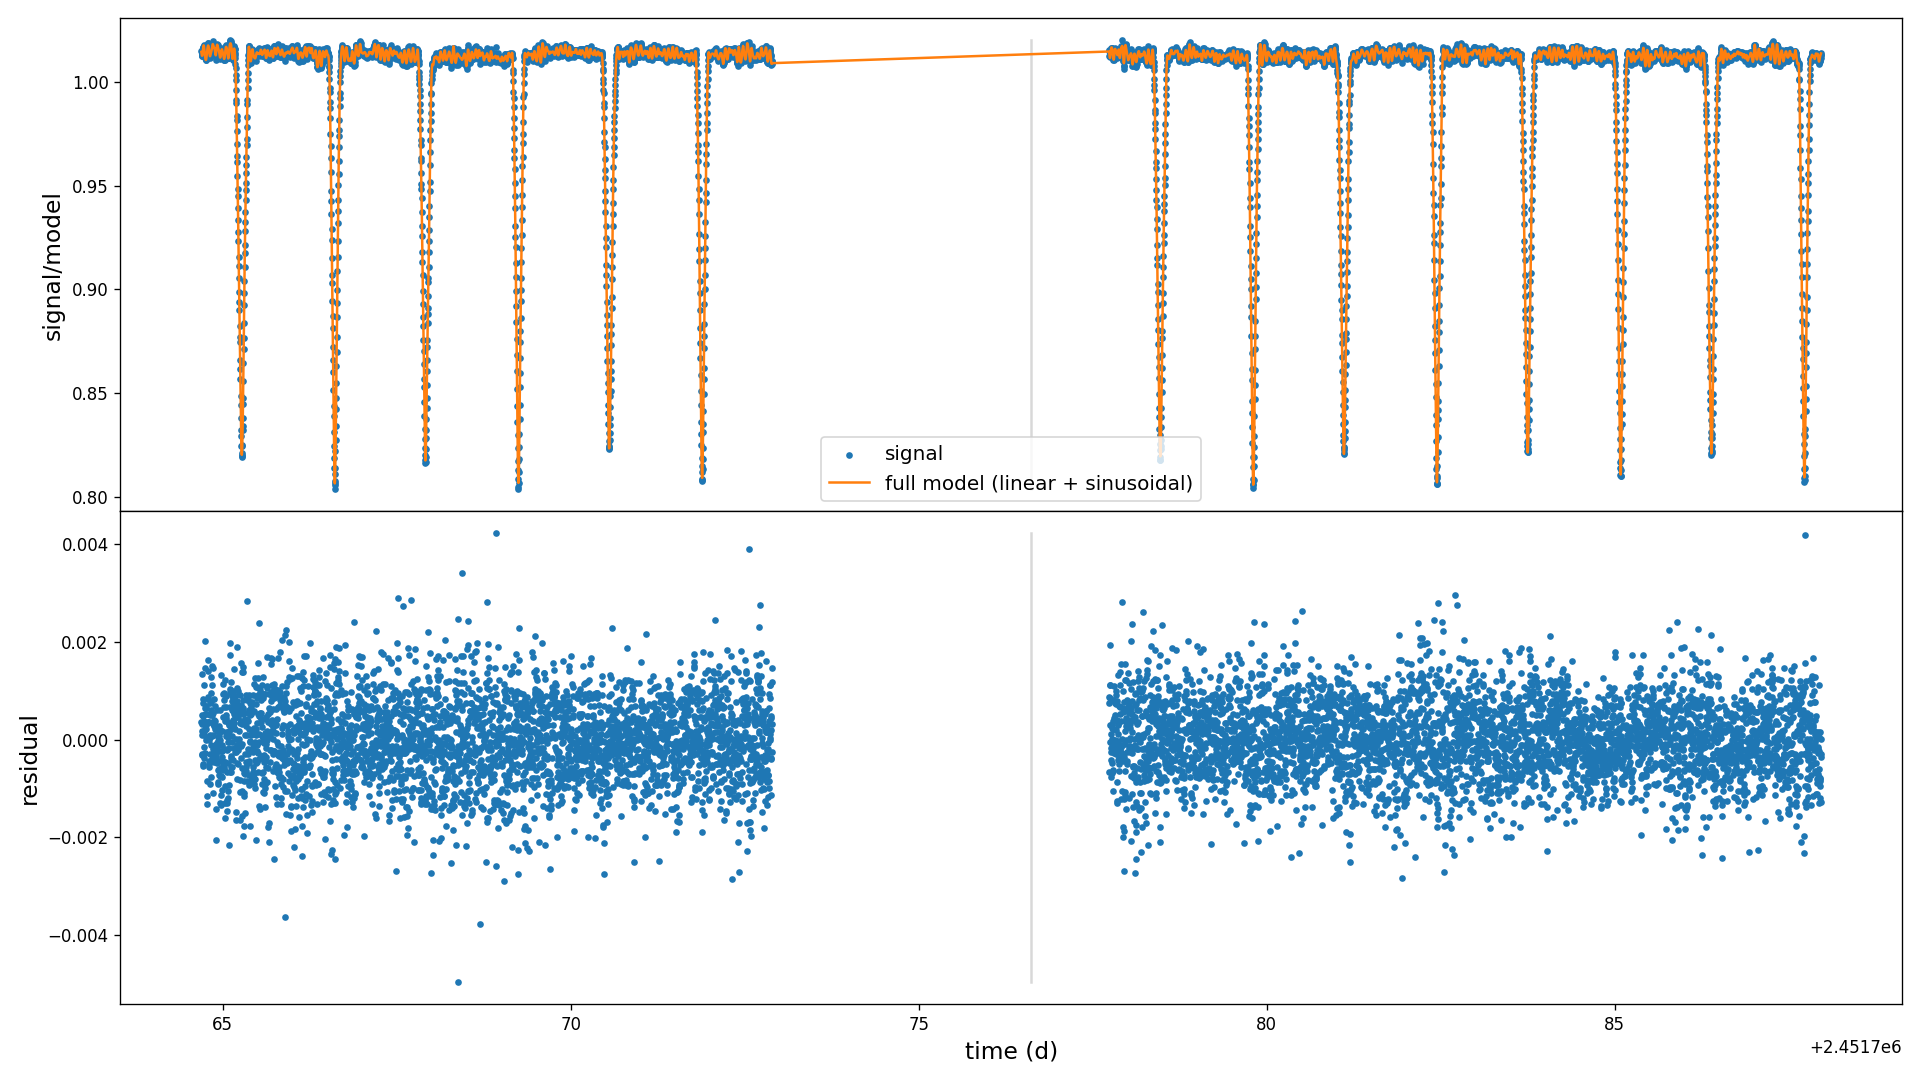 signal/model
1.00
0.95
0.90
0.85
0.80
signal
full model (linear + sinusoidal)
residual
0.004
0.002
0.000
−0.002
−0.004
65
70
75
80
85
time (d)
+2.4517e6